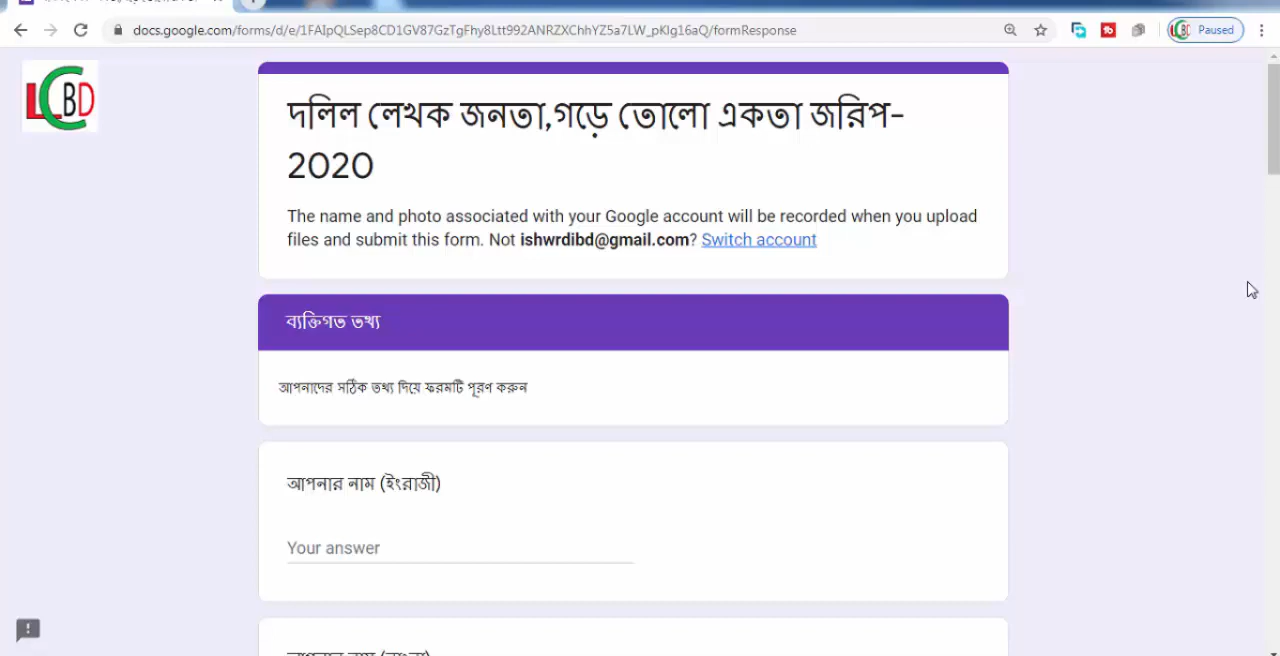 docs.google.com/forms/d/e/1FAIpQLSep8CD1GV87GzTgFhy8Ltt992ANRZXChhYZ5a7LW_pKlg16aQ/formResponse
Paused
LCBD
দলিল লেখক জনতা,গড়ে তোলো একতা জরিপ-
2020
The name and photo associated with your Google account will be recorded when you upload
files and submit this form. Not ishwrdibd@gmail.com? Switch account
ব্যক্তিগত তথ্য
আপনাদের সঠিক তথ্য দিয়ে ফরমটি পূরণ করুন
আপনার নাম (ইংরাজী)
Your answer